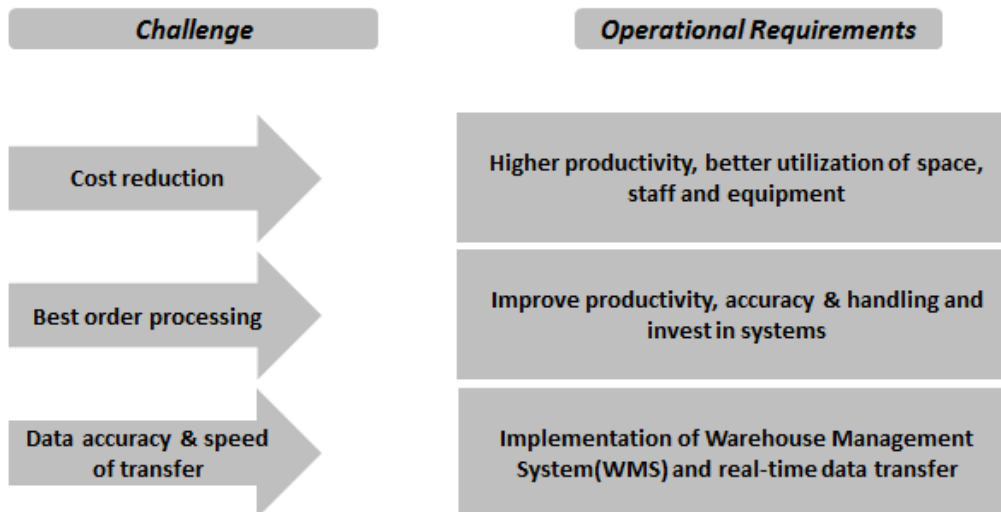 Challenge
Operational Requirements
Cost reduction
Higher productivity, better utilization of space,
staff and equipment
Best order processing
Improve productivity, accuracy & handling and
invest in systems
Data accuracy & speed
of transfer
Implementation of Warehouse Management
System(WMS) and real-time data transfer